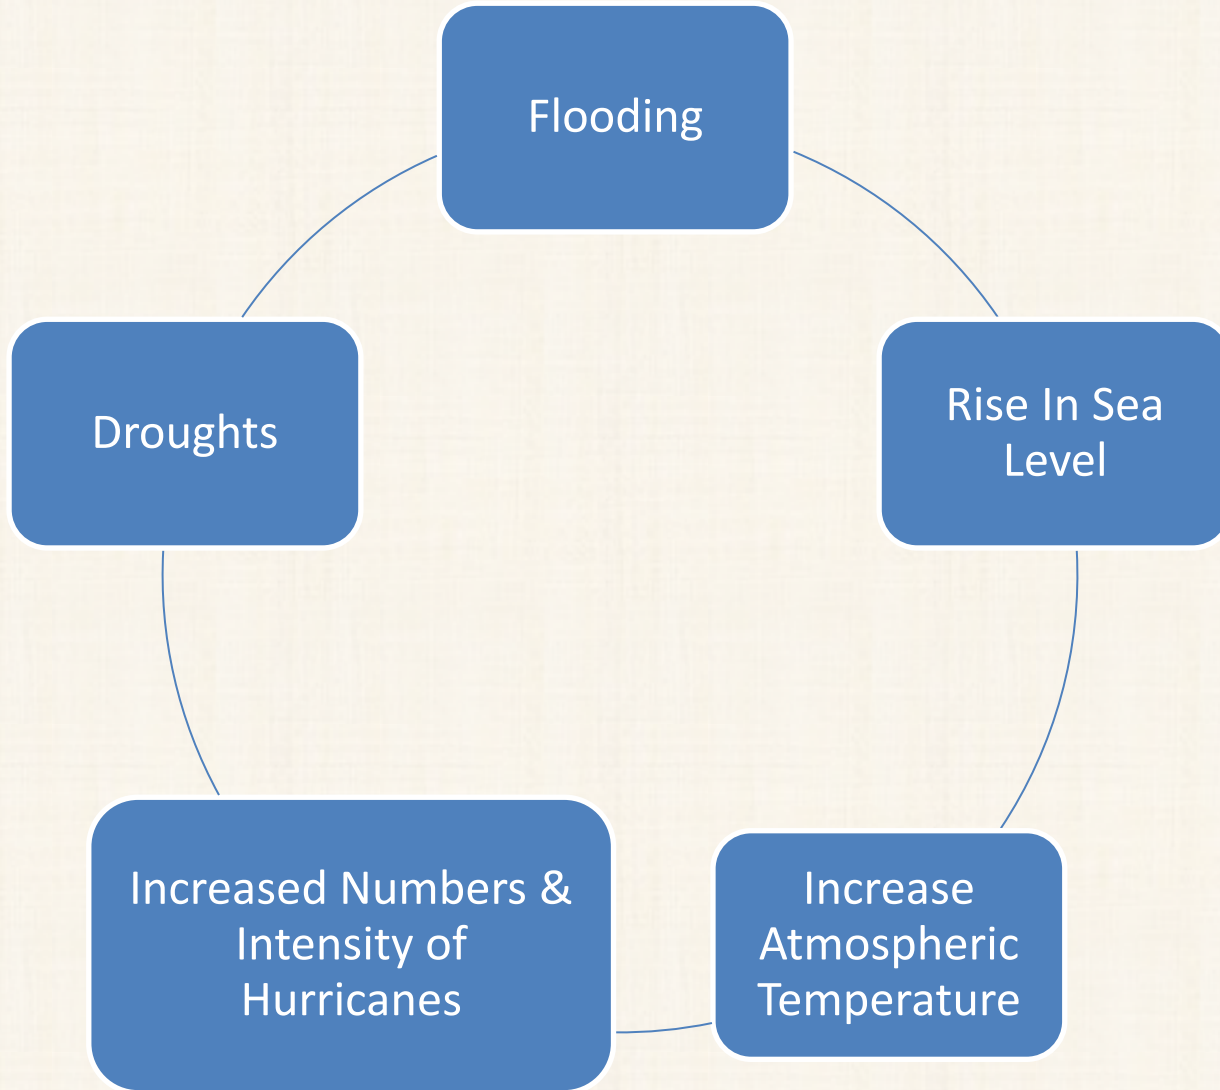 Flooding
Rise In Sea
Level
Increase
Atmospheric
Temperature
Increased Numbers &
Intensity of
Hurricanes
Droughts